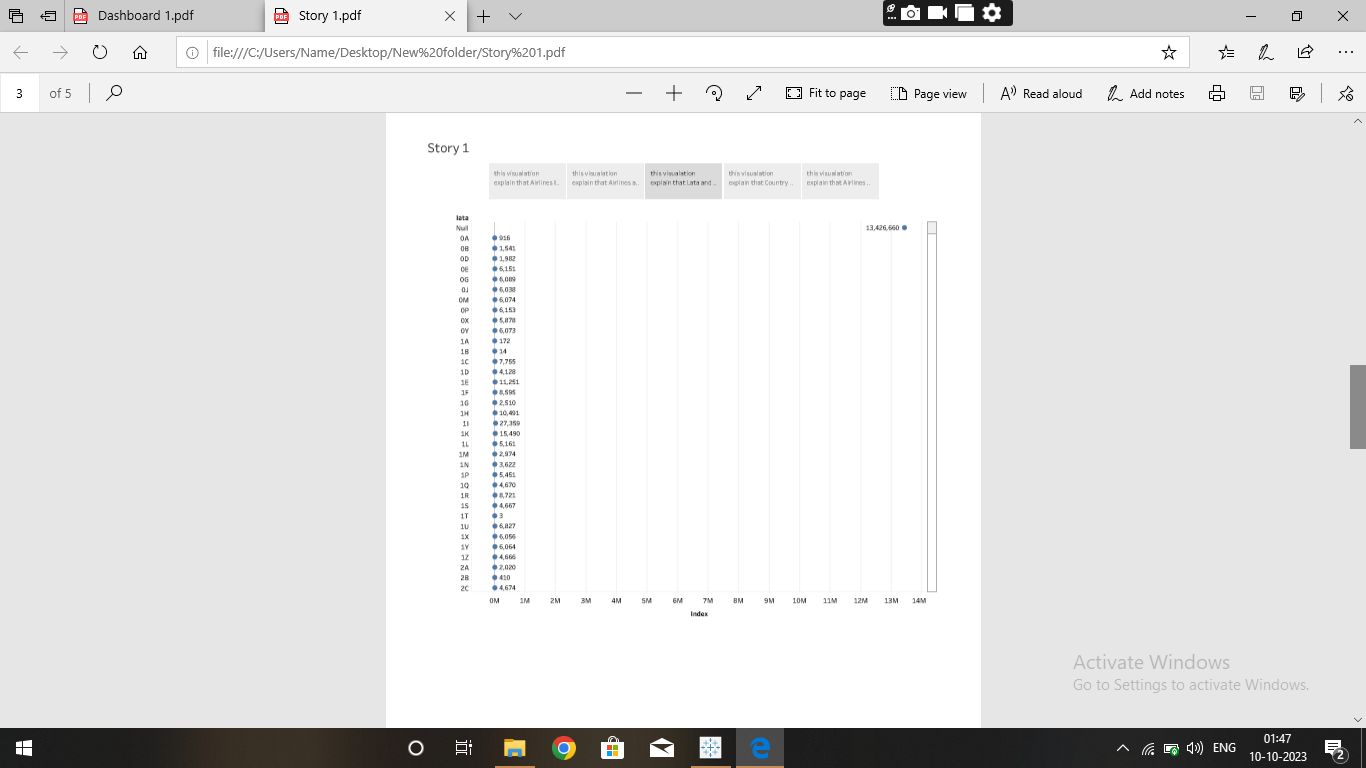 Dashboard 1.pdf
Story 1.pdf
file:///C:/Users/Name/Desktop/New%20folder/Story%201.pdf
3 of 5
Fit to page
Page view
Read aloud
Add notes
Story 1
this visualation
explain that Airlines I..
this visualation
explain that Airlines a..
this visualation
explain that Lata and ..
this visualation
explain that Country ..
this visualation
explain that Airlines ..
Iata
Null 13,426,660
0A 916
0B 1,541
0D 1,982
0E 6,151
0G 6,089
0J 6,038
0M 6,074
0P 6,153
0X 5,878
0Y 6,073
1A 172
1B 14
1C 7,755
1D 4,128
1E 11,251
1F 8,595
1G 2,510
1H 10,491
1I 27,359
1K 15,490
1L 5,161
1M 2,974
1N 3,622
1P 5,451
1Q 4,670
1R 8,721
1S 4,667
1T 3
1U 6,827
1X 6,056
1Y 6,064
1Z 4,666
2A 2,020
2B 410
2C 4,674
0M 1M 2M 3M 4M 5M 6M 7M 8M 9M 10M 11M 12M 13M 14M
Index
Activate Windows
Go to Settings to activate Windows.
ENG
01:47
10-10-2023
2